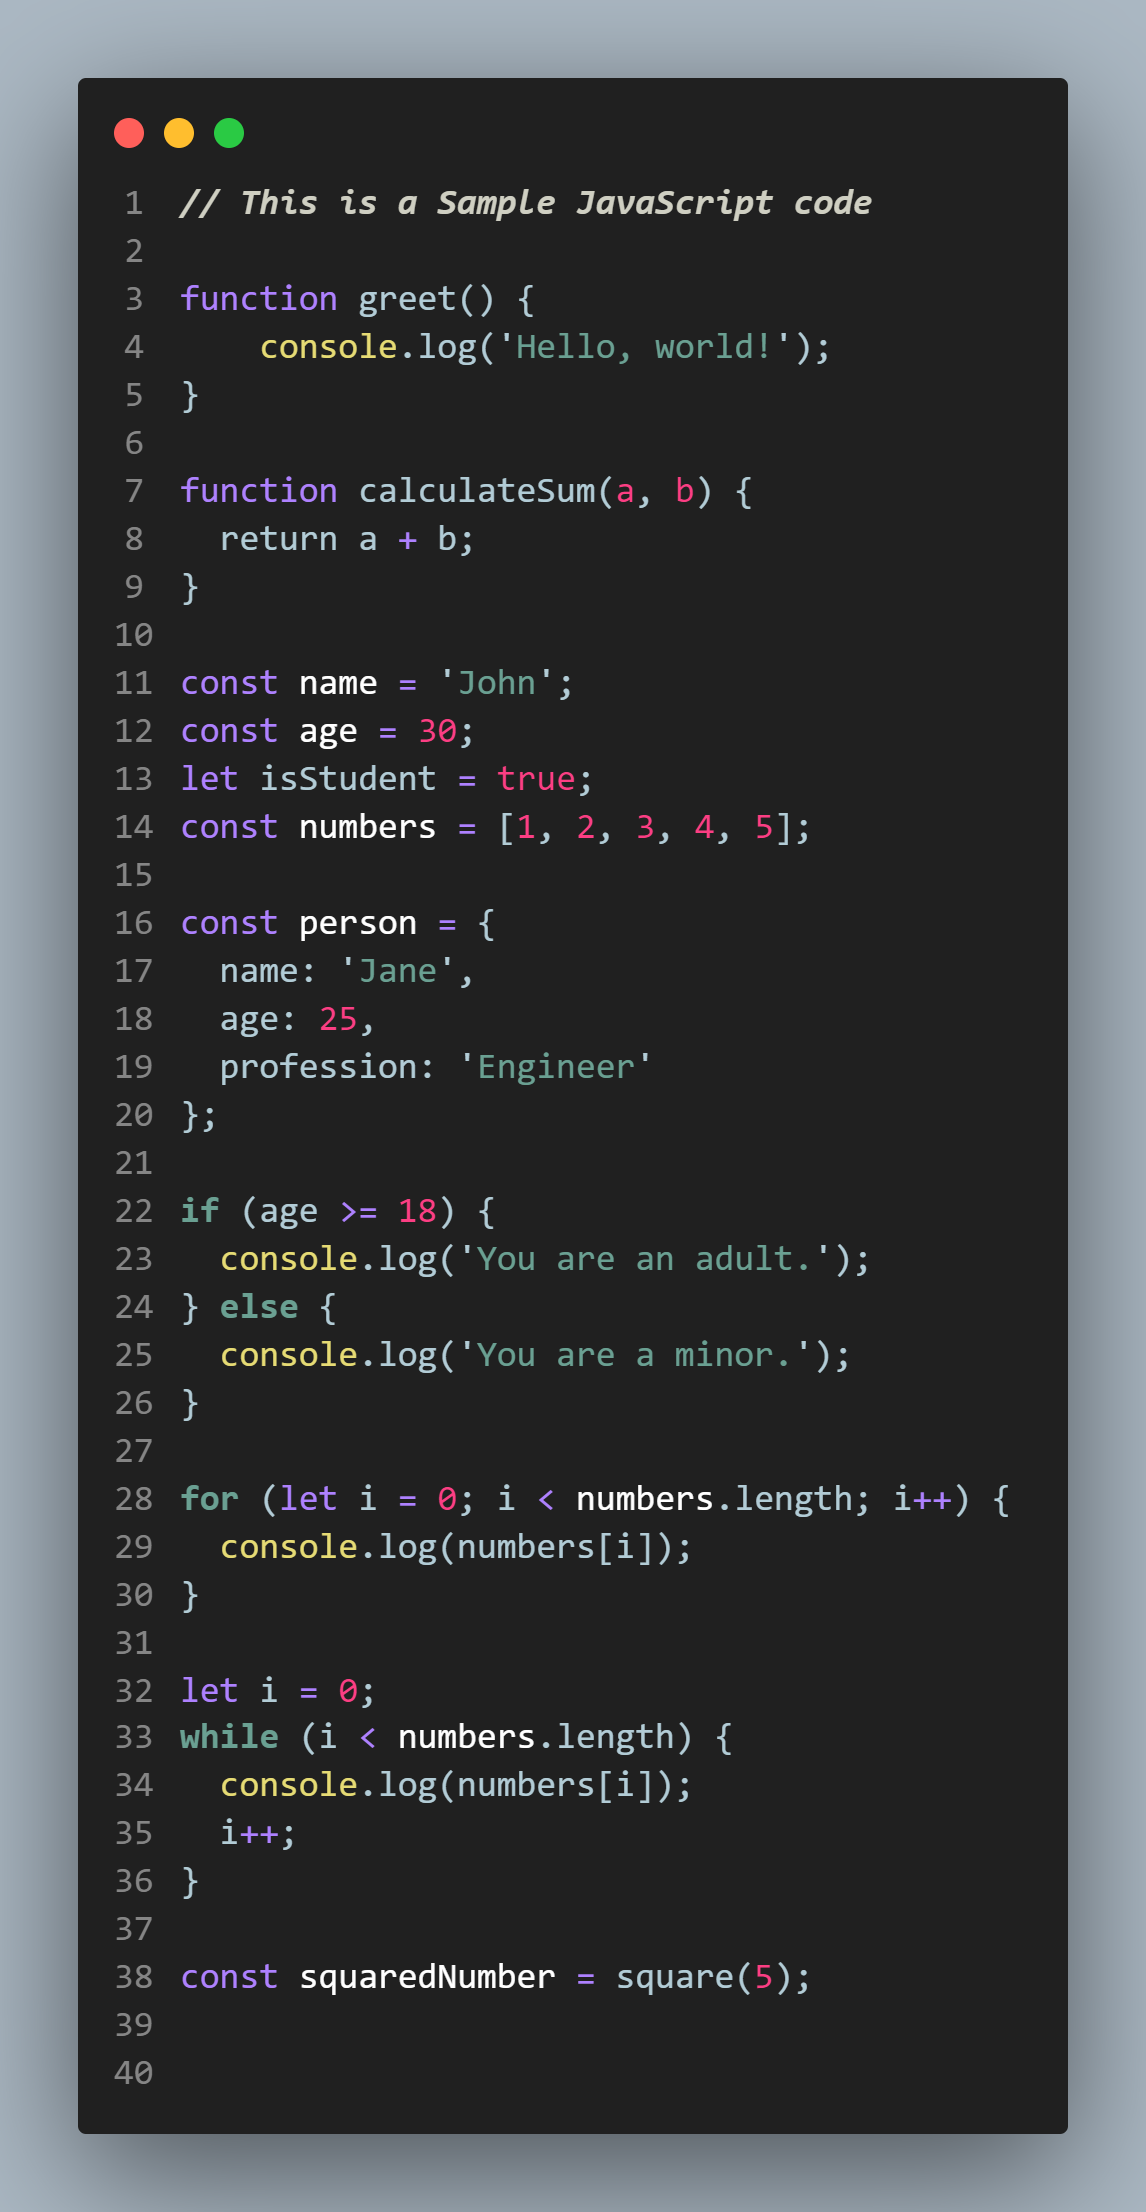 1 // This is a Sample JavaScript code
2
3 function greet() {
4     console.log('Hello, world!');
5 }
6
7 function calculateSum(a, b) {
8   return a + b;
9 }
10
11 const name = 'John';
12 const age = 30;
13 let isStudent = true;
14 const numbers = [1, 2, 3, 4, 5];
15
16 const person = {
17   name: 'Jane',
18   age: 25,
19   profession: 'Engineer'
20 };
21
22 if (age >= 18) {
23   console.log('You are an adult.');
24 } else {
25   console.log('You are a minor.');
26 }
27
28 for (let i = 0; i < numbers.length; i++) {
29   console.log(numbers[i]);
30 }
31
32 let i = 0;
33 while (i < numbers.length) {
34   console.log(numbers[i]);
35   i++;
36 }
37
38 const squaredNumber = square(5);
39
40